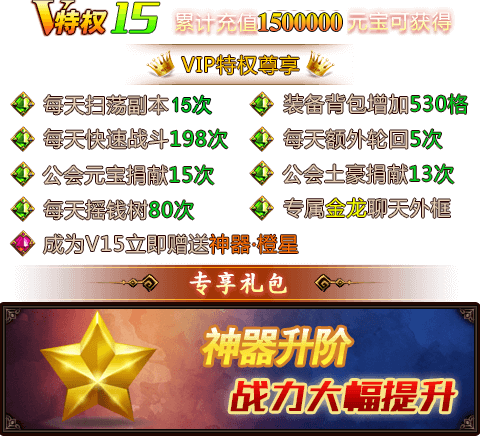 V特权15 累计充值1500000元宝可获得
VIP特权尊享
每天扫荡副本15次 装备背包增加530格
每天快速战斗198次 每天额外轮回5次
公会元宝捐献15次 公会土豪捐献13次
每天摇钱树80次 专属金龙聊天外框
成为V15立即赠送神器·橙星
专享礼包
神器升阶
战力大幅提升